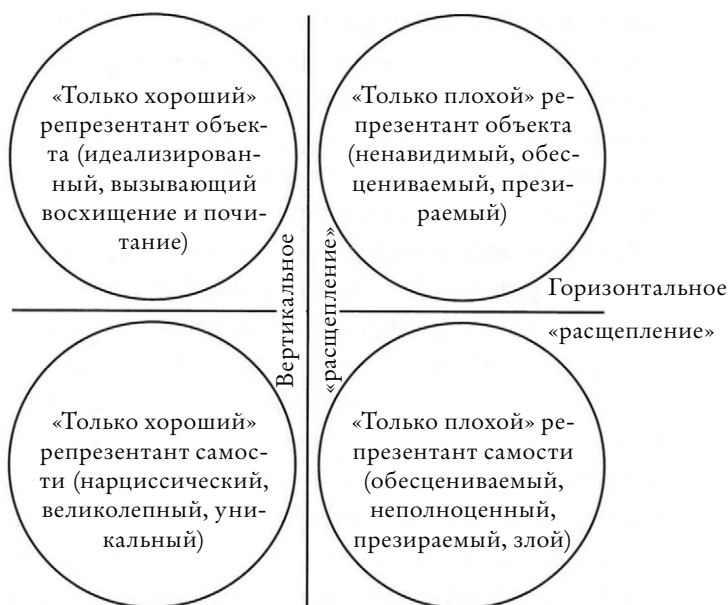 «Только хороший»
репрезентант объек-
та (идеализирован-
ный, вызывающий
восхищение и почи-
тание)
«Только плохой» ре-
презентант объекта
(ненавидимый, обес-
цениваемый, прези-
раемый)
Вертикальное
«расщепление»
Горизонтальное
«расщепление»
«Только хороший»
репрезентант самос-
ти (нарциссический,
великолепный, уни-
кальный)
«Только плохой» ре-
презентант самости
(обесцениваемый,
неполноценный,
презираемый, злой)